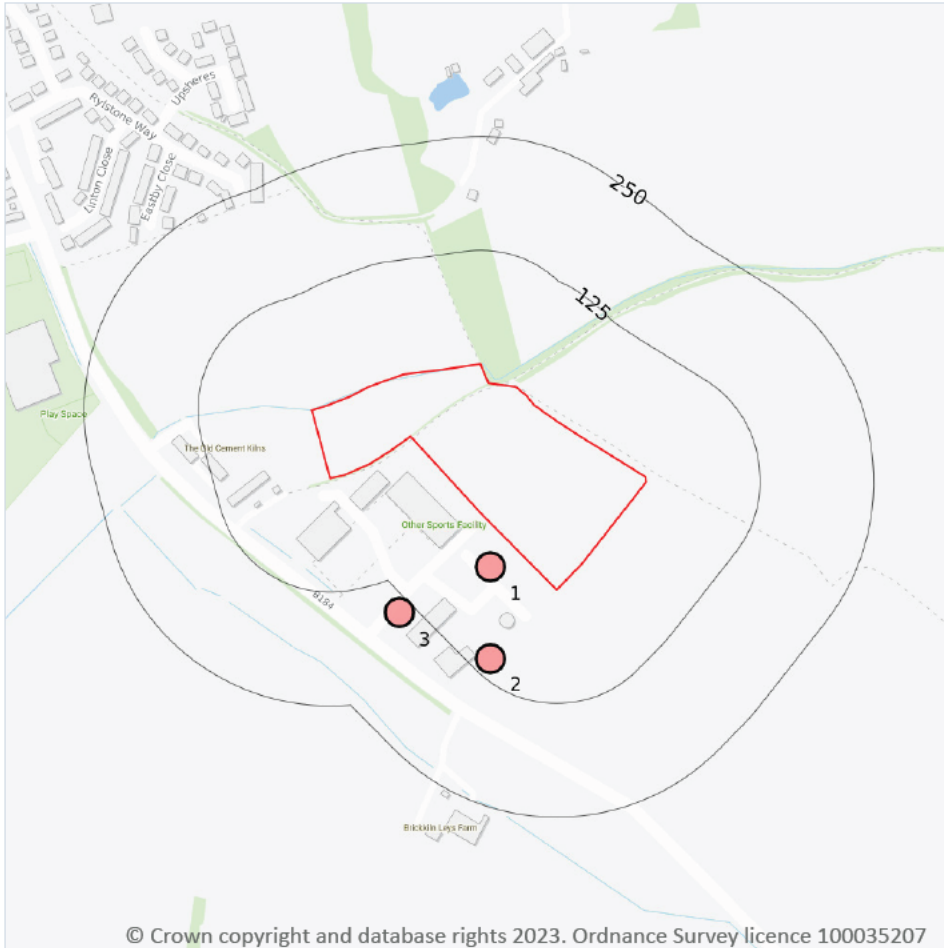 Upsheres
Rylstone Way
Linton Close
Eastby Close
250
125
Play Space
The Old Cement Kilns
Other Sports Facility
B184
1
3
2
Brickkiln Leys Farm
© Crown copyright and database rights 2023. Ordnance Survey licence 100035207